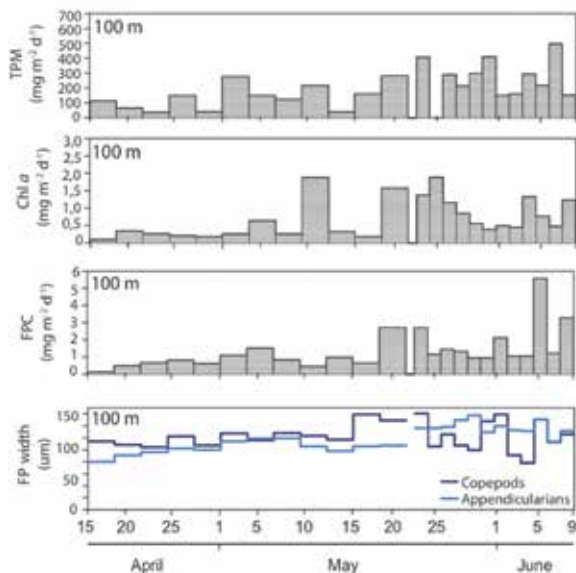 TPM
(mg m⁻² d⁻¹)
700
600
500
400
300
200
100
0
100 m
Chl a
(mg m⁻² d⁻¹)
3,0
2,5
2,0
1,5
1,0
0,5
0
100 m
FPC
(mg m⁻² d⁻¹)
6
5
4
3
2
1
0
100 m
FP width
(um)
150
100
50
0
100 m
Copepods
Appendicularians
15 20 25 1 5 10 15 20 25 1 5 9
April May June